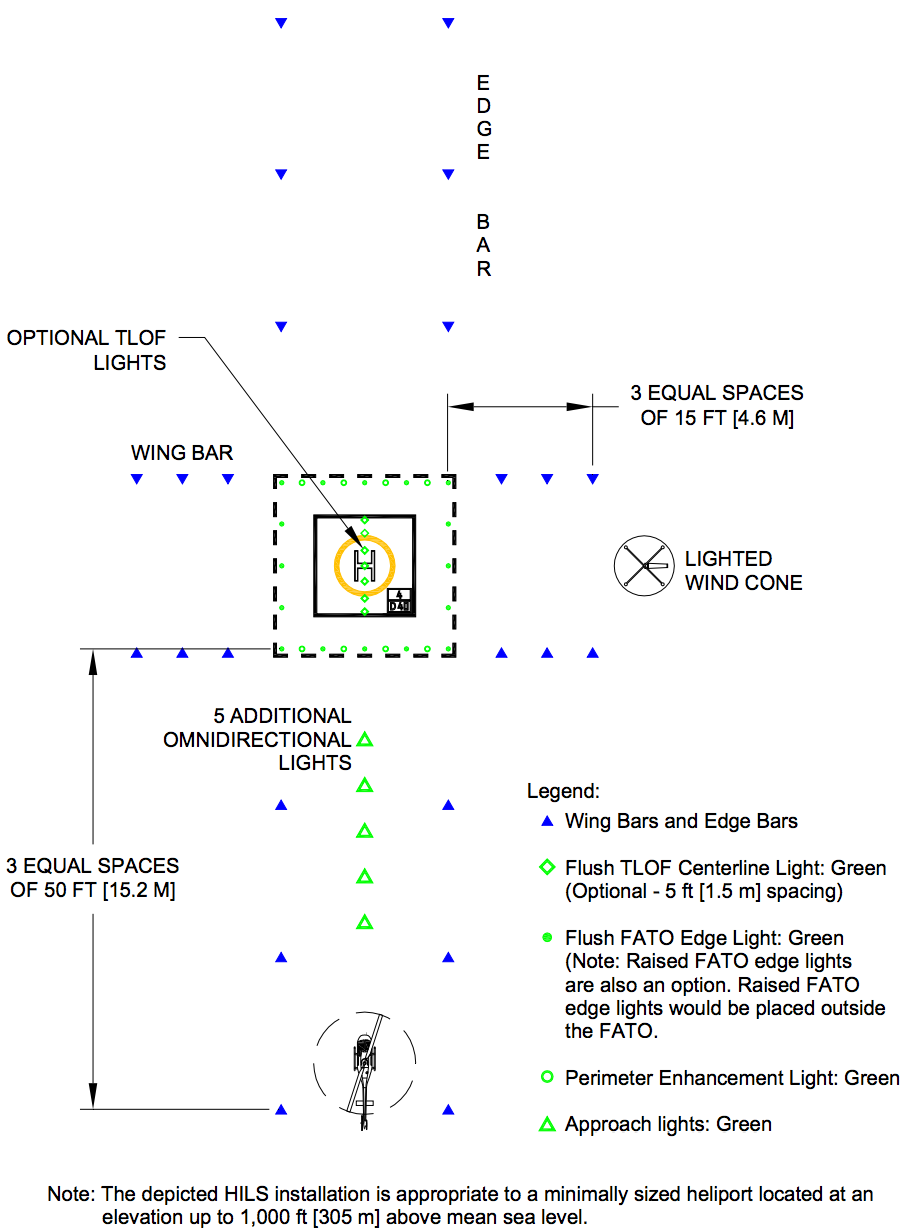 E
D
G
E
B
A
R
OPTIONAL TLOF
LIGHTS
3 EQUAL SPACES
OF 15 FT [4.6 M]
WING BAR
H
4
D40
LIGHTED
WIND CONE
5 ADDITIONAL
OMNIDIRECTIONAL
LIGHTS
3 EQUAL SPACES
OF 50 FT [15.2 M]
Legend:
Wing Bars and Edge Bars
Flush TLOF Centerline Light: Green
(Optional - 5 ft [1.5 m] spacing)
Flush FATO Edge Light: Green
(Note: Raised FATO edge lights
are also an option. Raised FATO
edge lights would be placed outside
the FATO.
Perimeter Enhancement Light: Green
Approach lights: Green
Note: The depicted HILS installation is appropriate to a minimally sized heliport located at an
elevation up to 1,000 ft [305 m] above mean sea level.